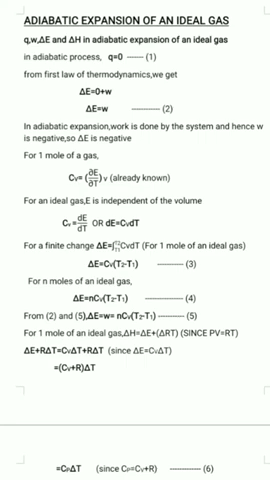 ADIABATIC EXPANSION OF AN IDEAL GAS
q,w,ΔE and ΔH in adiabatic expansion of an ideal gas
in adiabatic process, q=0 ------- (1)
from first law of thermodynamics,we get
ΔE=0+w
ΔE=w ----------- (2)
In adiabatic expansion,work is done by the system and hence w
is negative,so ΔE is negative
For 1 mole of a gas,
Cv= (∂E/∂T)v (already known)
For an ideal gas,E is independent of the volume
Cv =dE/dT OR dE=CvdT
For a finite change ΔE=∫T1T2CvdT (For 1 mole of an ideal gas)
ΔE=Cv(T2-T1) ---------- (3)
For n moles of an ideal gas,
ΔE=nCv(T2-T1) --------------- (4)
From (2) and (5),ΔE=w= nCv(T2-T1) ---------- (5)
For 1 mole of an ideal gas,ΔH=ΔE+(ΔRT) (SINCE PV=RT)
ΔE+RΔT=CvΔT+RΔT (since ΔE=CvΔT)
=(Cv+R)ΔT
=CPΔT (since CP=Cv+R) ------------ (6)